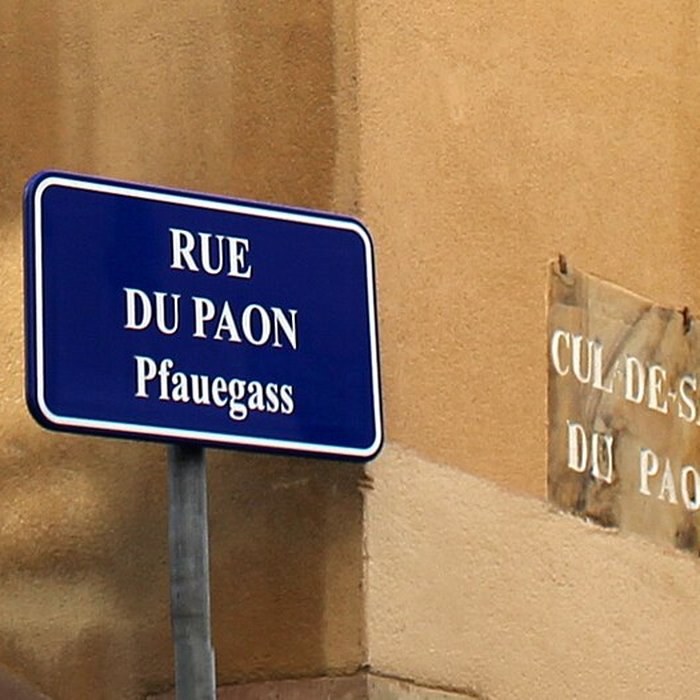 RUE
DU PAON
Pfauegass
CUL-DE-S
DU PAO